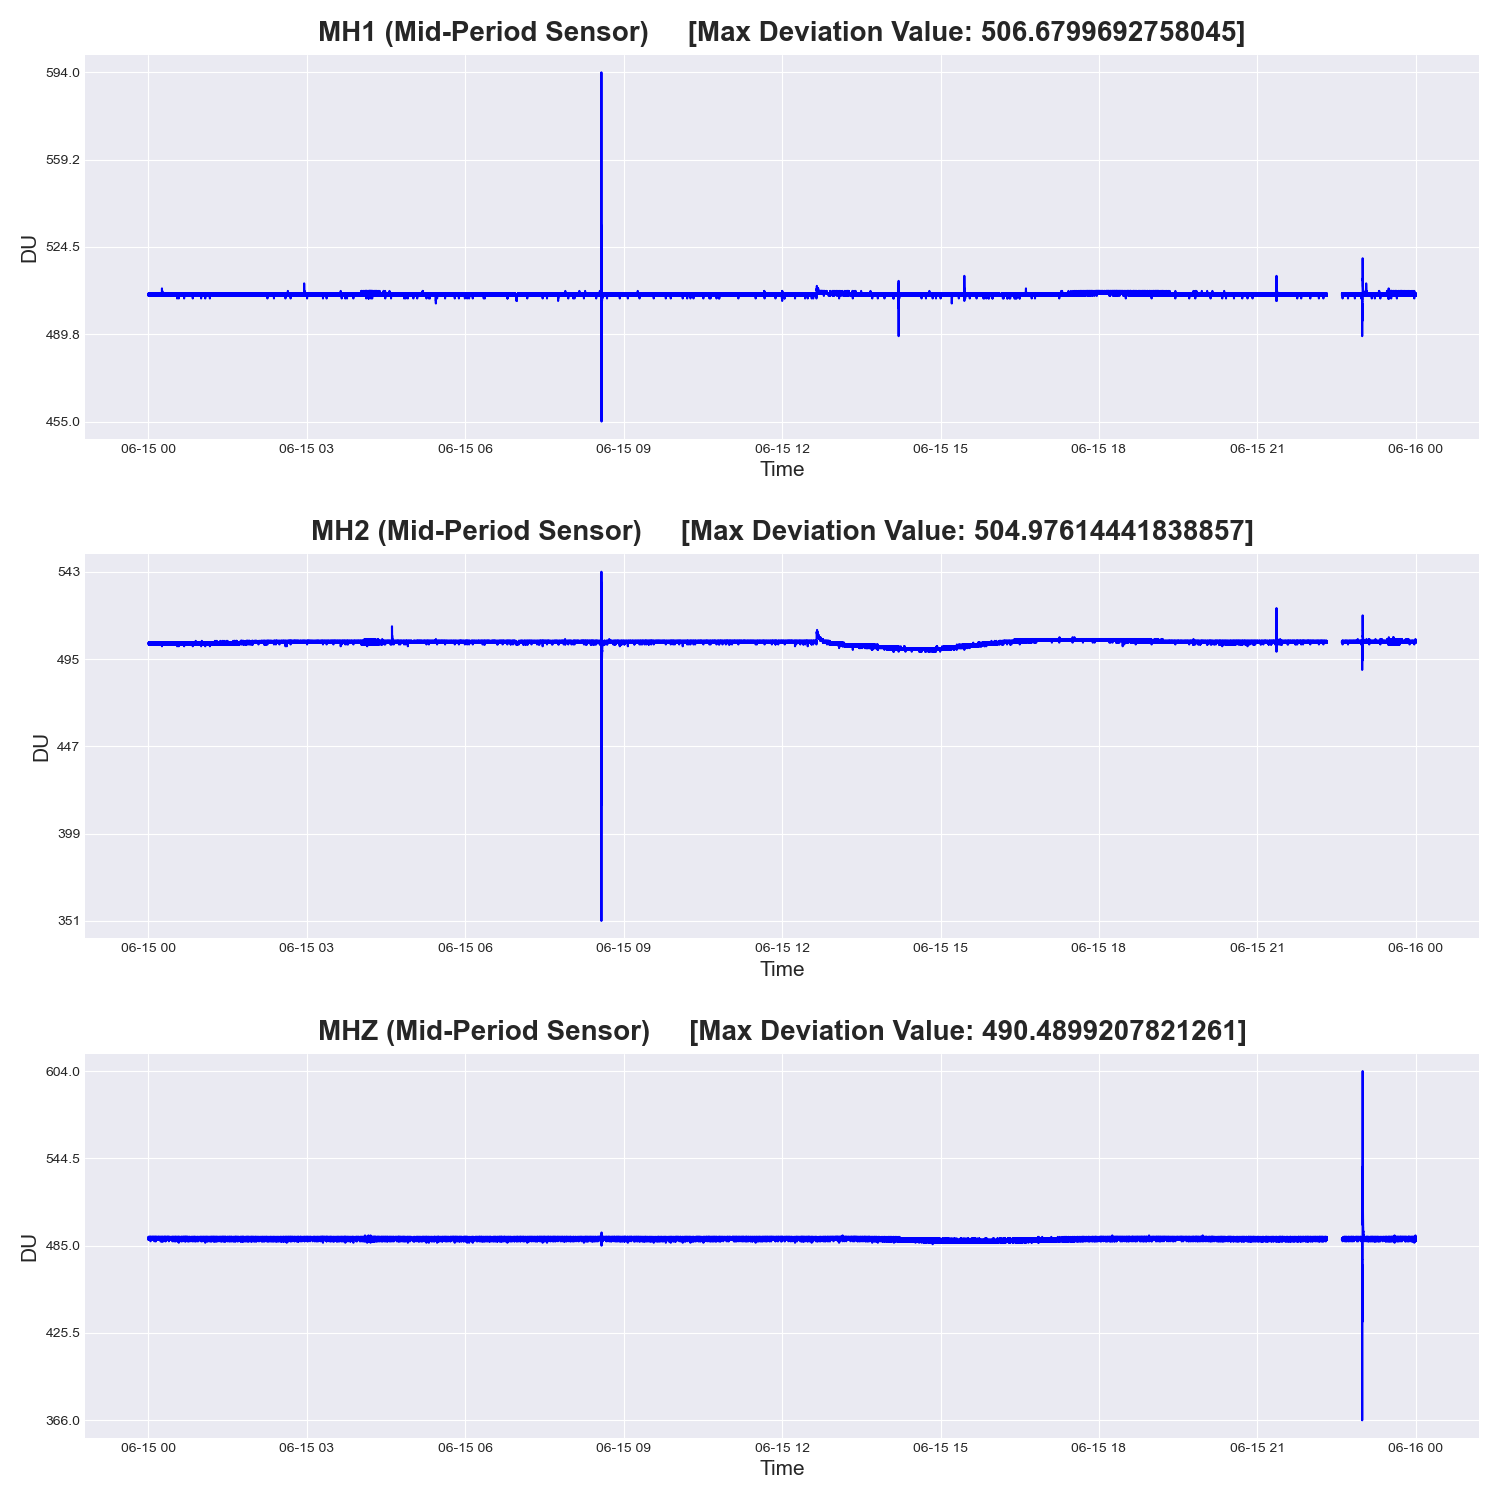 MH1 (Mid-Period Sensor) [Max Deviation Value: 506.6799692758045]
594.0
559.2
524.5
489.8
455.0
DU
06-15 00 06-15 03 06-15 06 06-15 09 06-15 12 06-15 15 06-15 18 06-15 21 06-16 00
Time
MH2 (Mid-Period Sensor) [Max Deviation Value: 504.97614441838857]
543
495
447
399
351
DU
06-15 00 06-15 03 06-15 06 06-15 09 06-15 12 06-15 15 06-15 18 06-15 21 06-16 00
Time
MHZ (Mid-Period Sensor) [Max Deviation Value: 490.4899207821261]
604.0
544.5
485.0
425.5
366.0
DU
06-15 00 06-15 03 06-15 06 06-15 09 06-15 12 06-15 15 06-15 18 06-15 21 06-16 00
Time